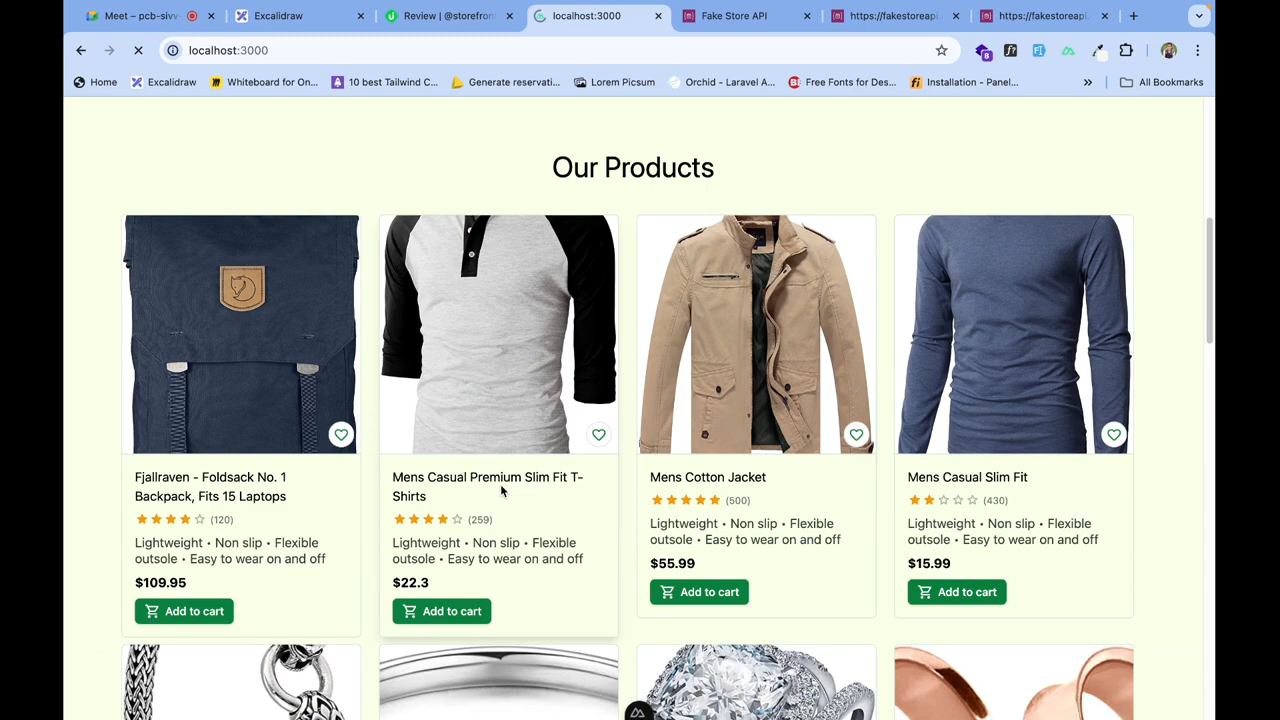 Meet – pcb-sivv-
Excalidraw
Review | @storefron
localhost:3000
Fake Store API
https://fakestoreapi.
https://fakestoreapi.c
localhost:3000
Home
Excalidraw
Whiteboard for On...
10 best Tailwind C...
Generate reservati...
Lorem Picsum
Orchid - Laravel A...
Free Fonts for Des...
Installation - Panel...
»
All Bookmarks
Our Products
Fjallraven - Foldsack No. 1
Backpack, Fits 15 Laptops
(120)
Lightweight • Non slip • Flexible
outsole • Easy to wear on and off
$109.95
Add to cart
Mens Casual Premium Slim Fit T-
Shirts
(259)
Lightweight • Non slip • Flexible
outsole • Easy to wear on and off
$22.3
Add to cart
Mens Cotton Jacket
(500)
Lightweight • Non slip • Flexible
outsole • Easy to wear on and off
$55.99
Add to cart
Mens Casual Slim Fit
(430)
Lightweight • Non slip • Flexible
outsole • Easy to wear on and off
$15.99
Add to cart